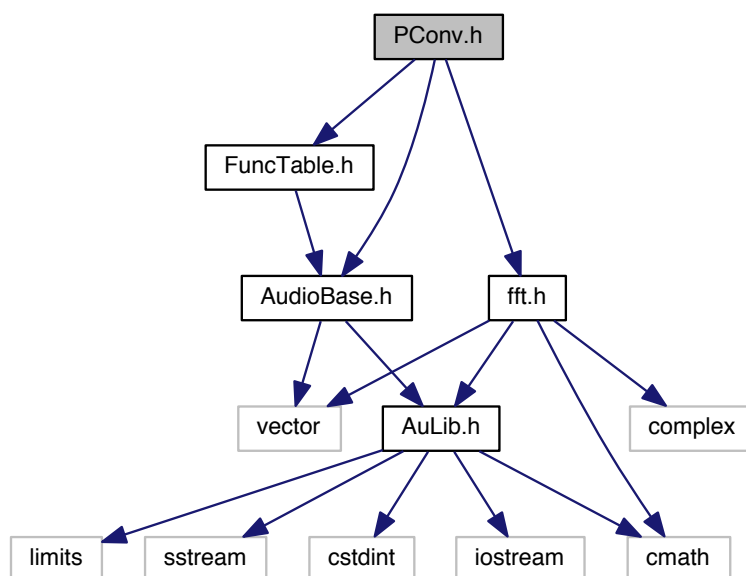 PConv.h
FuncTable.h
AudioBase.h
fft.h
vector
AuLib.h
complex
limits
sstream
cstdint
iostream
cmath